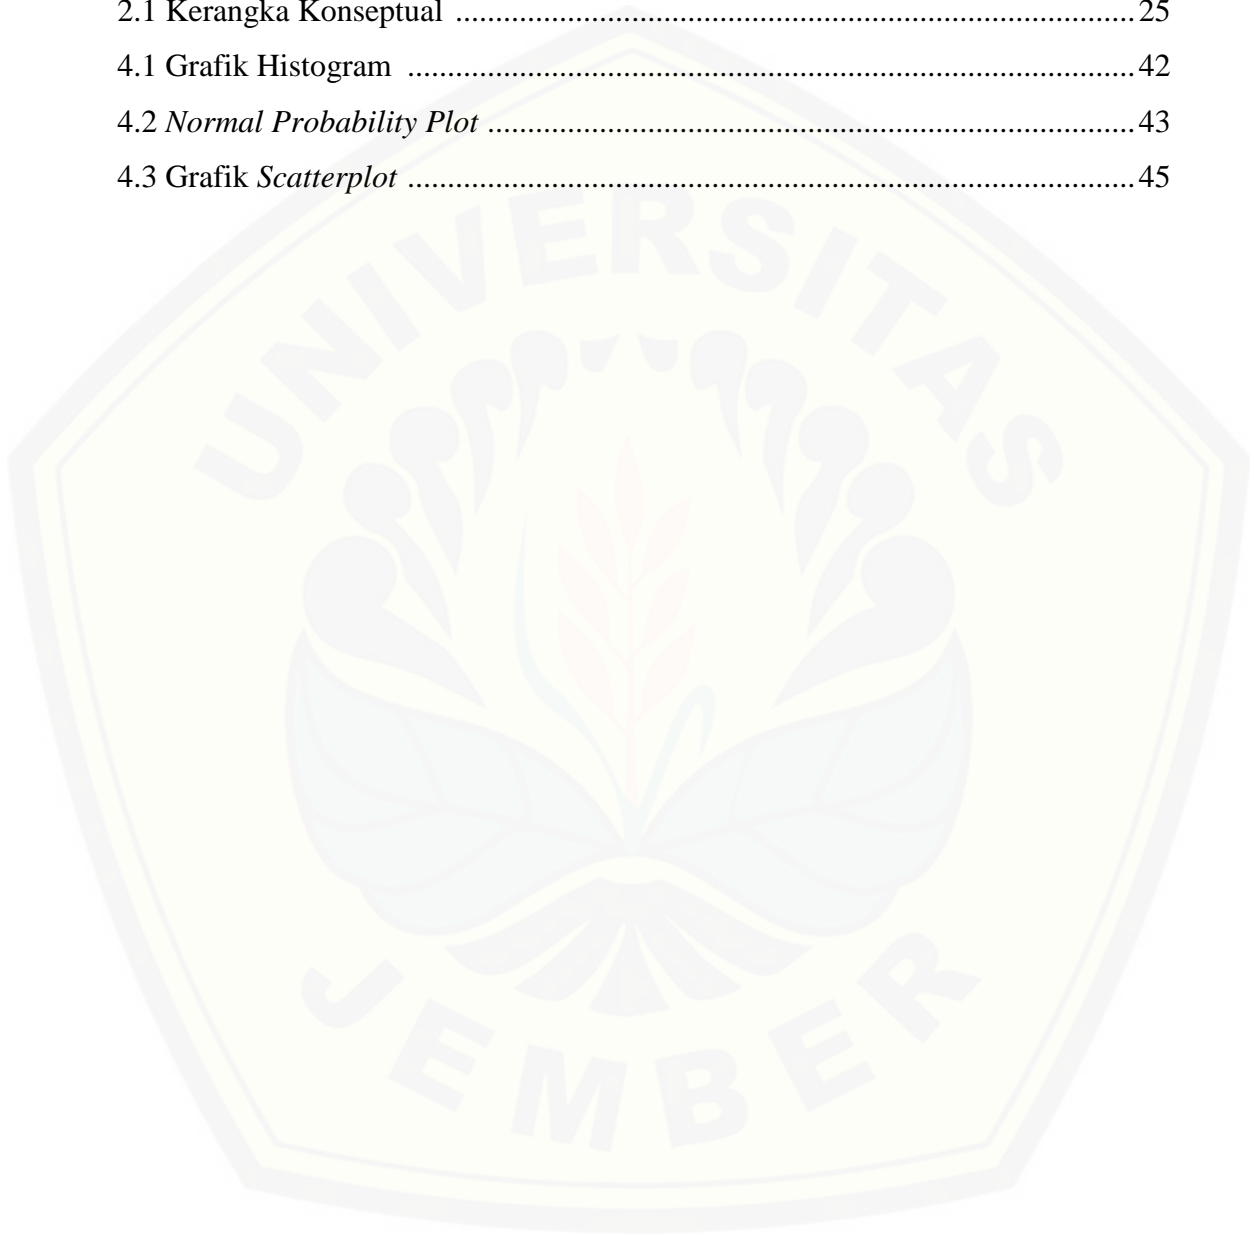 2.1 Kerangka Konseptual ........................................................................................ 25
4.1 Grafik Histogram .............................................................................................. 42
4.2 Normal Probability Plot .................................................................................... 43
4.3 Grafik Scatterplot .............................................................................................. 45
UNIVERSITAS
JEMBER